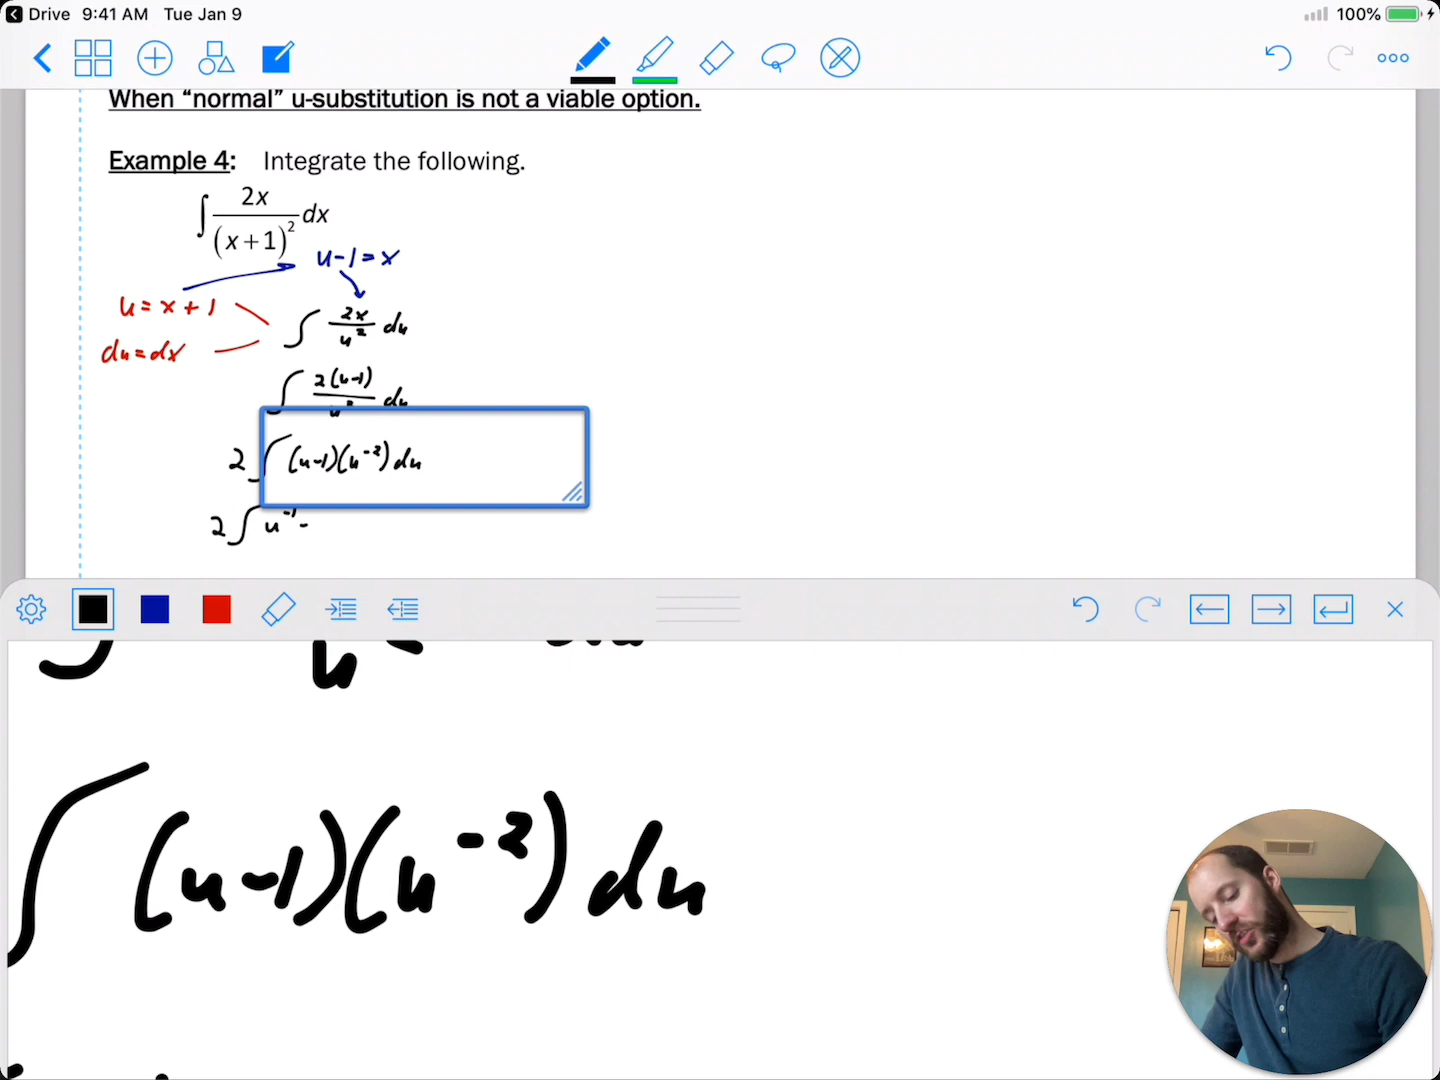 Drive 9:41 AM Tue Jan 9 100%
When “normal” u-substitution is not a viable option.
Example 4: Integrate the following.
∫ 2x/(x+1)² dx
u-1=x
u=x+1
∫ 2x/u² du
du=dx
∫ 2(u-1)/u² du
2∫(u-1)(u⁻²)du
2∫u⁻¹-
∫(u-1)(u⁻²)du